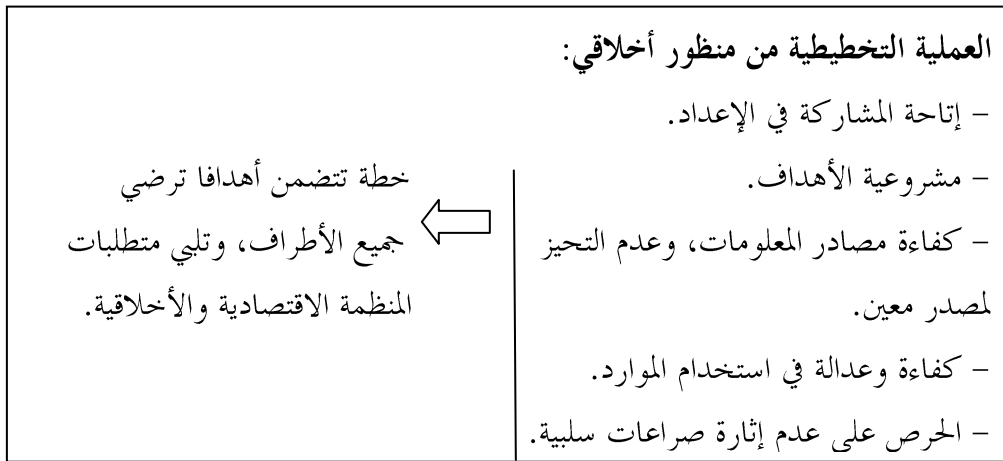 العملية التخطيطية من منظور أخلاقي:
– إتاحة المشاركة في الإعداد.
– مشروعية الأهداف.
– كفاءة مصادر المعلومات، وعدم التحيز
لمصدر معين.
– كفاءة وعدالة في استخدام الموارد.
– الحرص على عدم إثارة صراعات سلبية.
خطة تتضمن أهدافا ترضي
جميع الأطراف، وتلبي متطلبات
المنظمة الاقتصادية والأخلاقية.